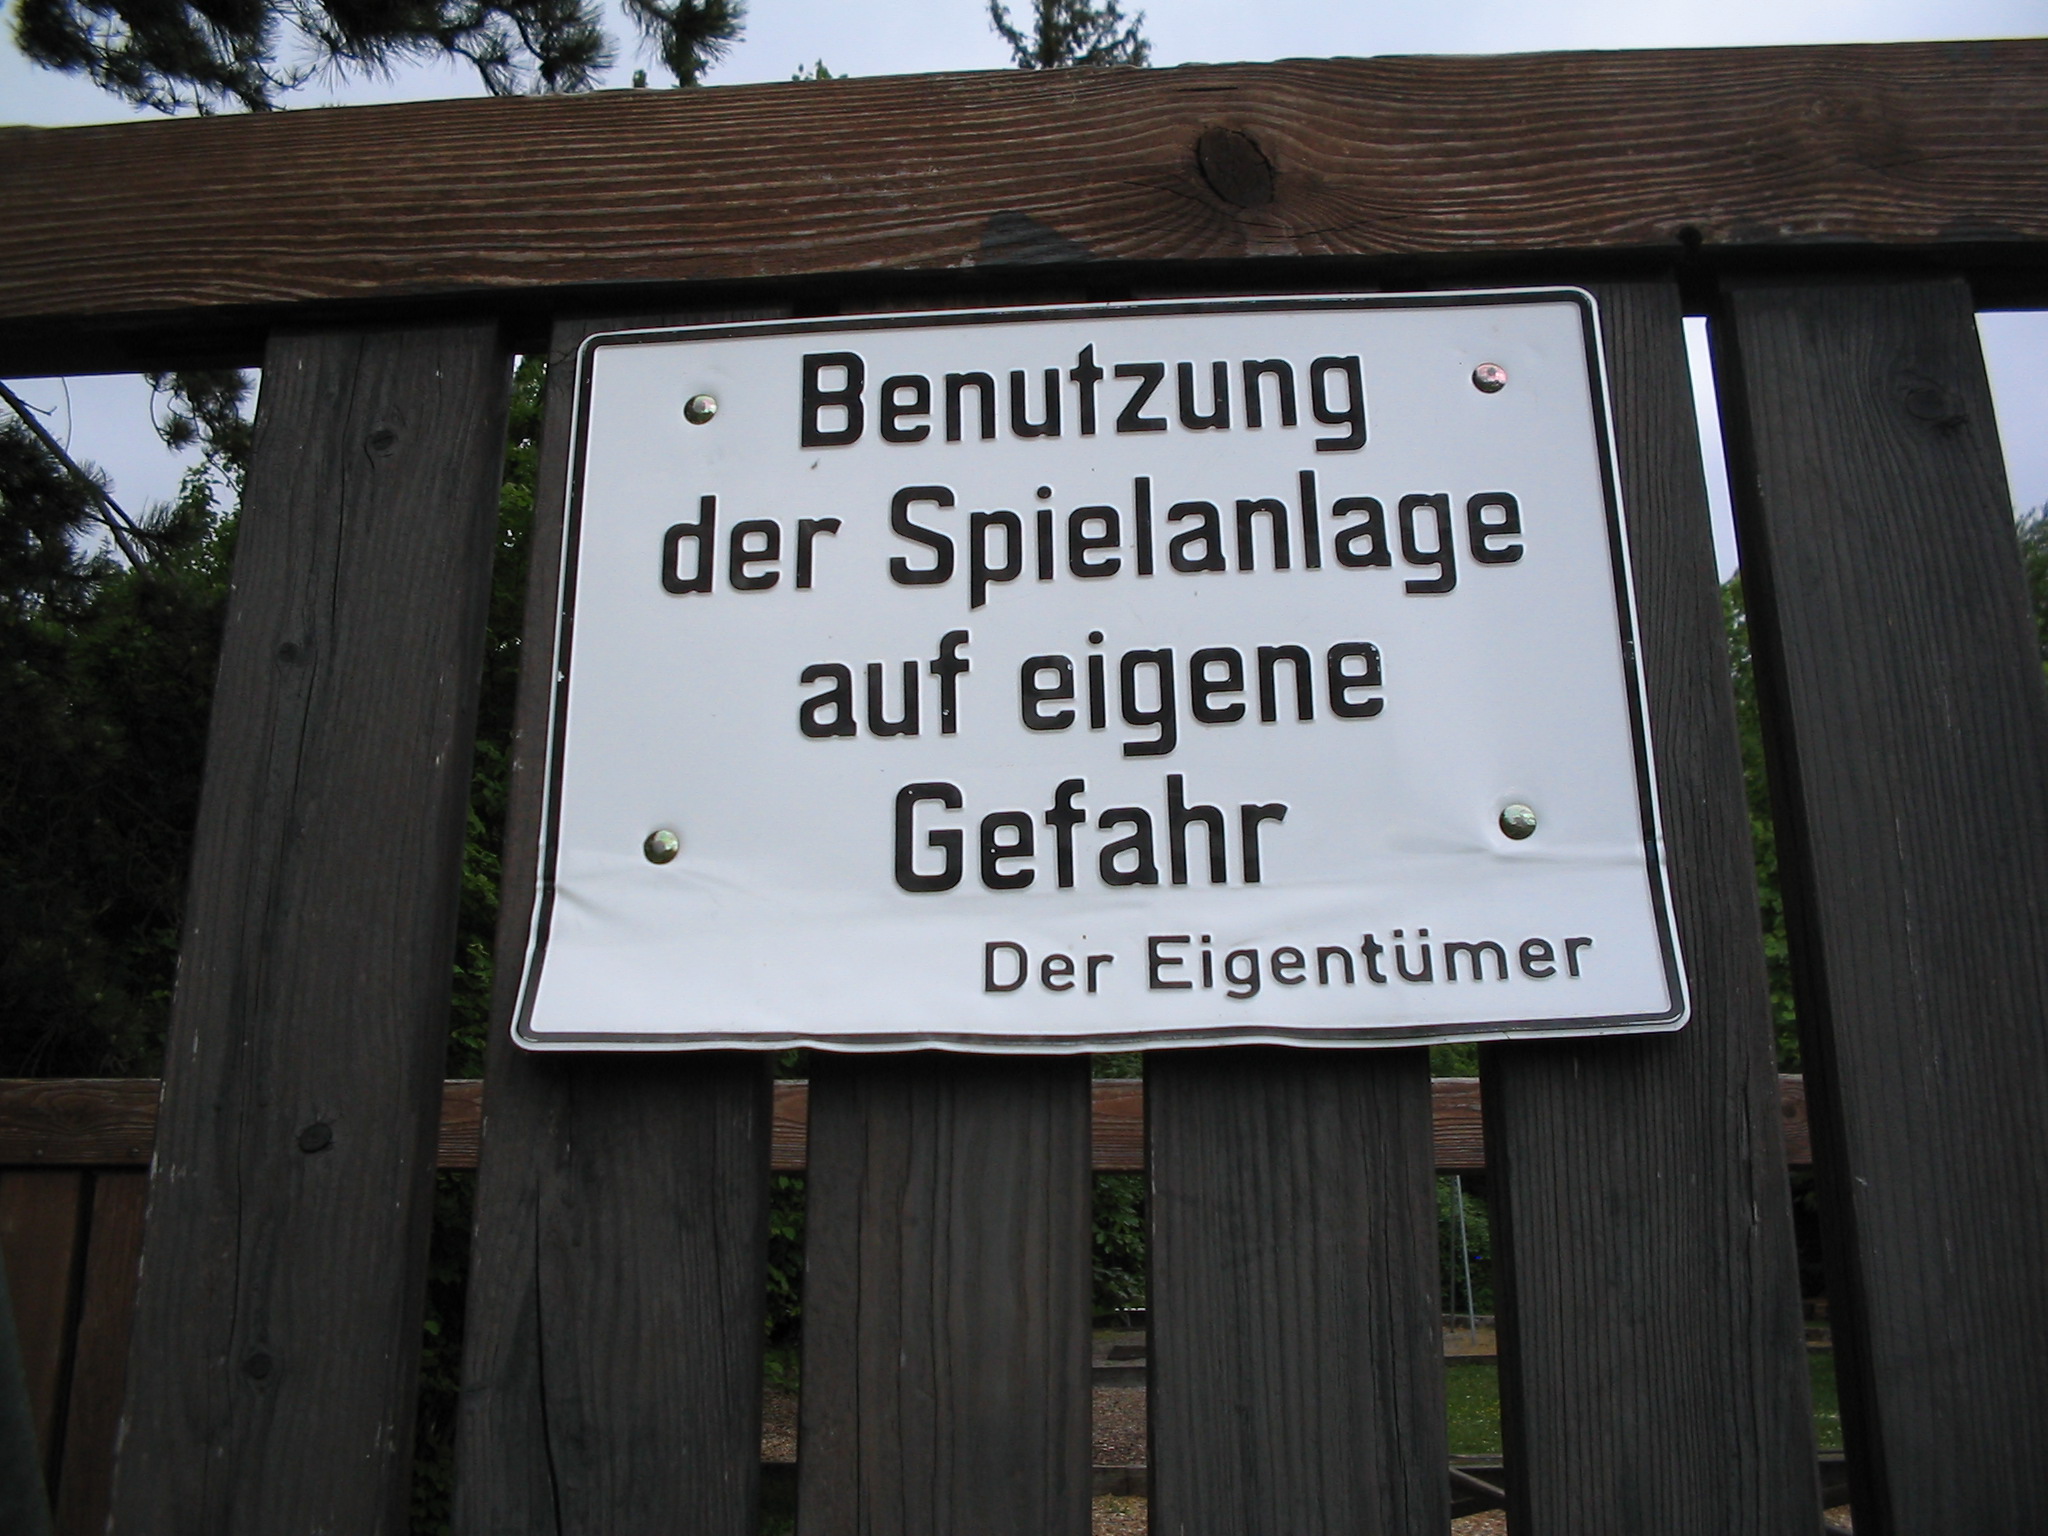 Benutzung
der Spielanlage
auf eigene
Gefahr
Der Eigentümer